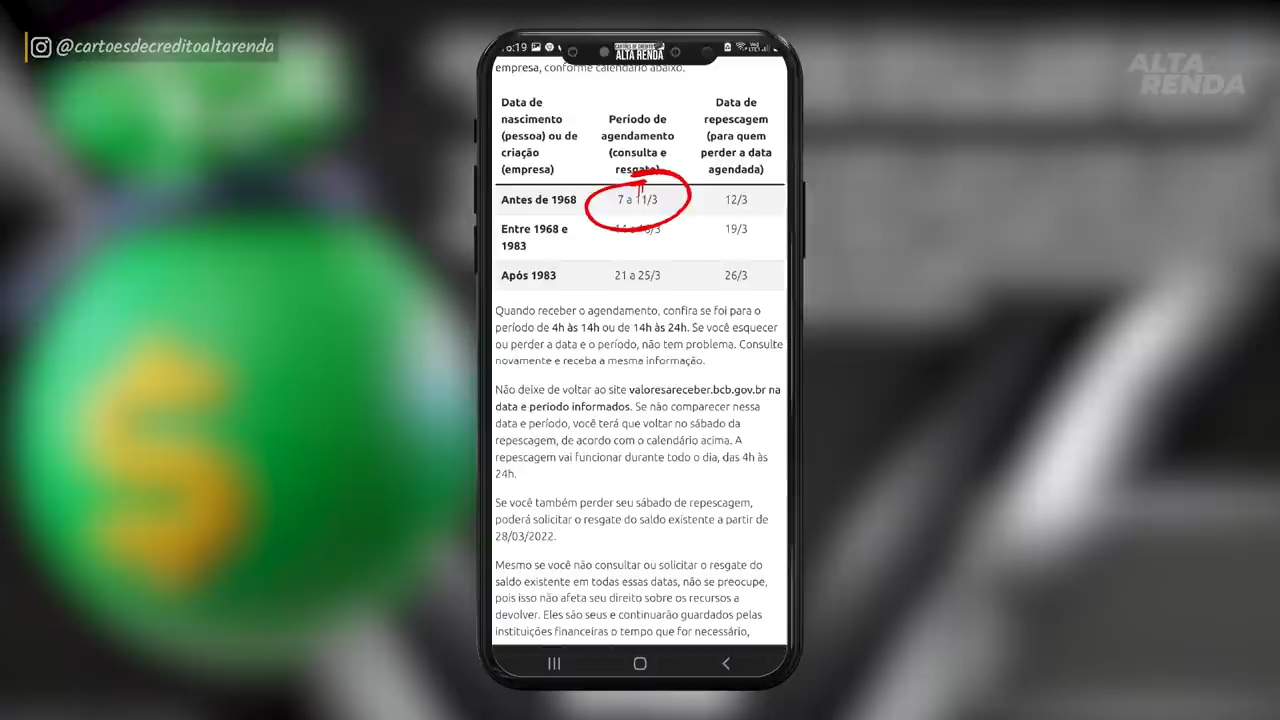 @cartoesdecreditoaltarenda
ALTA
RENDA
6:19
CARTÕES DE CRÉDITO
ALTA RENDA
empresa, conforme calendário abaixo.
Data de
nascimento
(pessoa) ou de
criação
(empresa)
Período de
agendamento
(consulta e
resgate)
Data de
repescagem
(para quem
perder a data
agendada)
Antes de 1968 7 a 11/3 12/3
Entre 1968 e
1983
19/3
Após 1983 21 a 25/3 26/3
Quando receber o agendamento, confira se foi para o
período de 4h às 14h ou de 14h às 24h. Se você esquecer
ou perder a data e o período, não tem problema. Consulte
novamente e receba a mesma informação.
Não deixe de voltar ao site valoresareceber.bcb.gov.br na
data e período informados. Se não comparecer nessa
data e período, você terá que voltar no sábado da
repescagem, de acordo com o calendário acima. A
repescagem vai funcionar durante todo o dia, das 4h às
24h.
Se você também perder seu sábado de repescagem,
poderá solicitar o resgate do saldo existente a partir de
28/03/2022.
Mesmo se você não consultar ou solicitar o resgate do
saldo existente em todas essas datas, não se preocupe,
pois isso não afeta seu direito sobre os recursos a
devolver. Eles são seus e continuarão guardados pelas
instituições financeiras o tempo que for necessário,